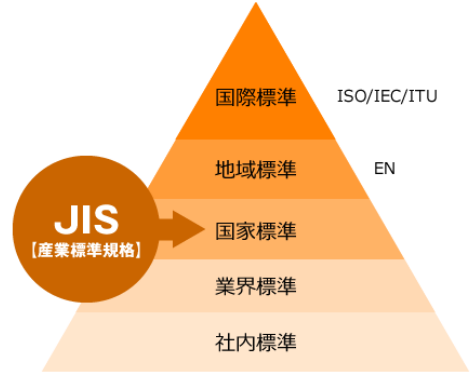 国際標準
ISO/IEC/ITU
地域標準
EN
JIS
【産業標準規格】
国家標準
業界標準
社内標準